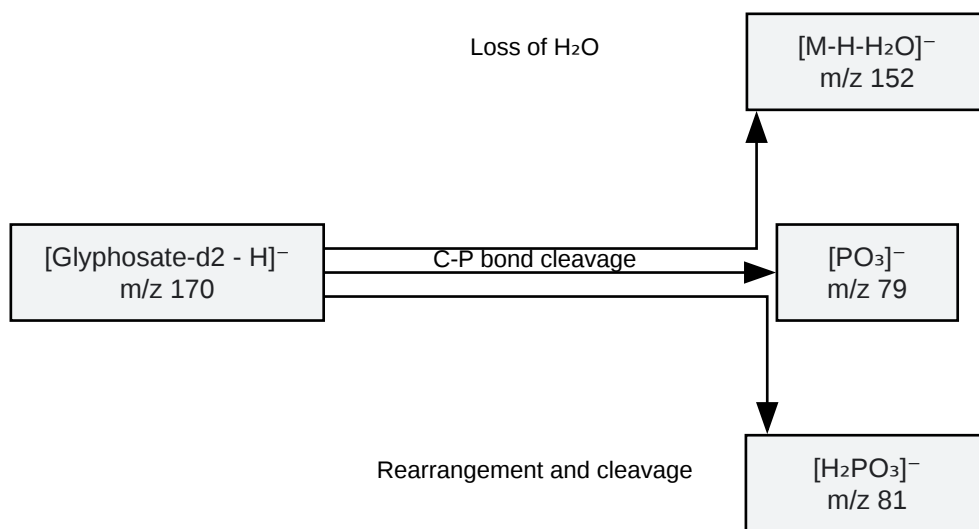 Loss of H₂O
[M-H-H₂O]⁻
m/z 152
[Glyphosate-d2 - H]⁻
m/z 170
C-P bond cleavage
[PO₃]⁻
m/z 79
Rearrangement and cleavage
[H₂PO₃]⁻
m/z 81